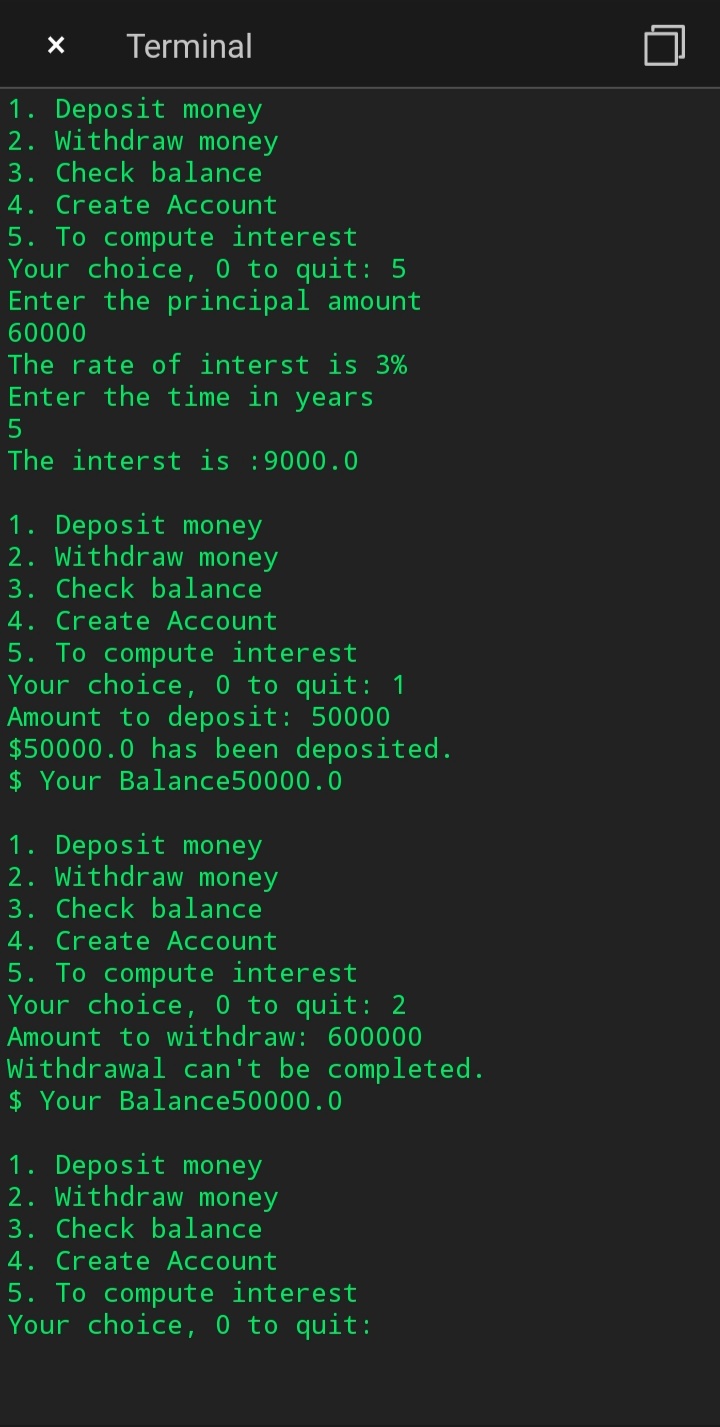 × Terminal
1. Deposit money
2. Withdraw money
3. Check balance
4. Create Account
5. To compute interest
Your choice, 0 to quit: 5
Enter the principal amount
60000
The rate of interst is 3%
Enter the time in years
5
The interst is :9000.0

1. Deposit money
2. Withdraw money
3. Check balance
4. Create Account
5. To compute interest
Your choice, 0 to quit: 1
Amount to deposit: 50000
$50000.0 has been deposited.
$ Your Balance50000.0

1. Deposit money
2. Withdraw money
3. Check balance
4. Create Account
5. To compute interest
Your choice, 0 to quit: 2
Amount to withdraw: 600000
Withdrawal can't be completed.
$ Your Balance50000.0

1. Deposit money
2. Withdraw money
3. Check balance
4. Create Account
5. To compute interest
Your choice, 0 to quit: